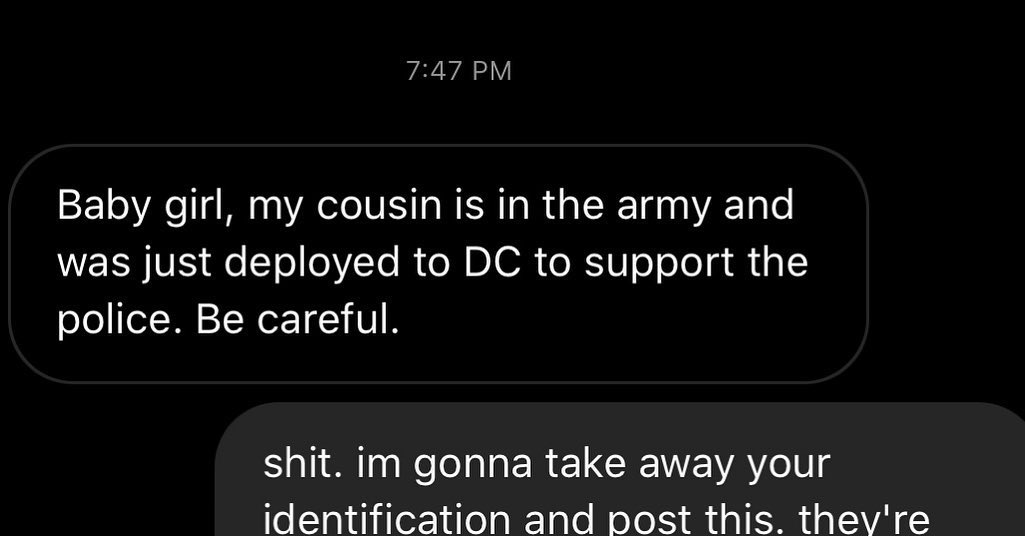 7:47 PM
Baby girl, my cousin is in the army and
was just deployed to DC to support the
police. Be careful.
shit. im gonna take away your
identification and post this. they're